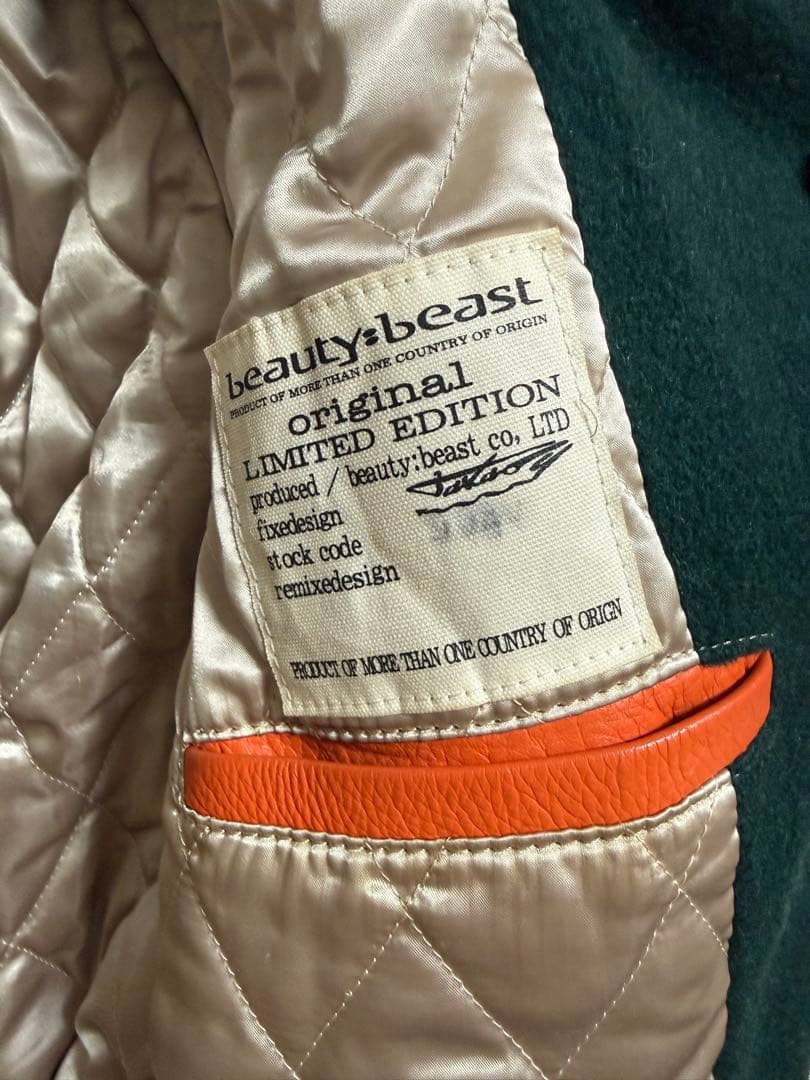 beauty:beast
PRODUCT OF MORE THAN ONE COUNTRY OF ORIGIN
original
LIMITED EDITION
produced / beauty:beast co, LTD
fixedesign
stock code
remixedesign
PRODUCT OF MORE THAN ONE COUNTRY OF ORIGN